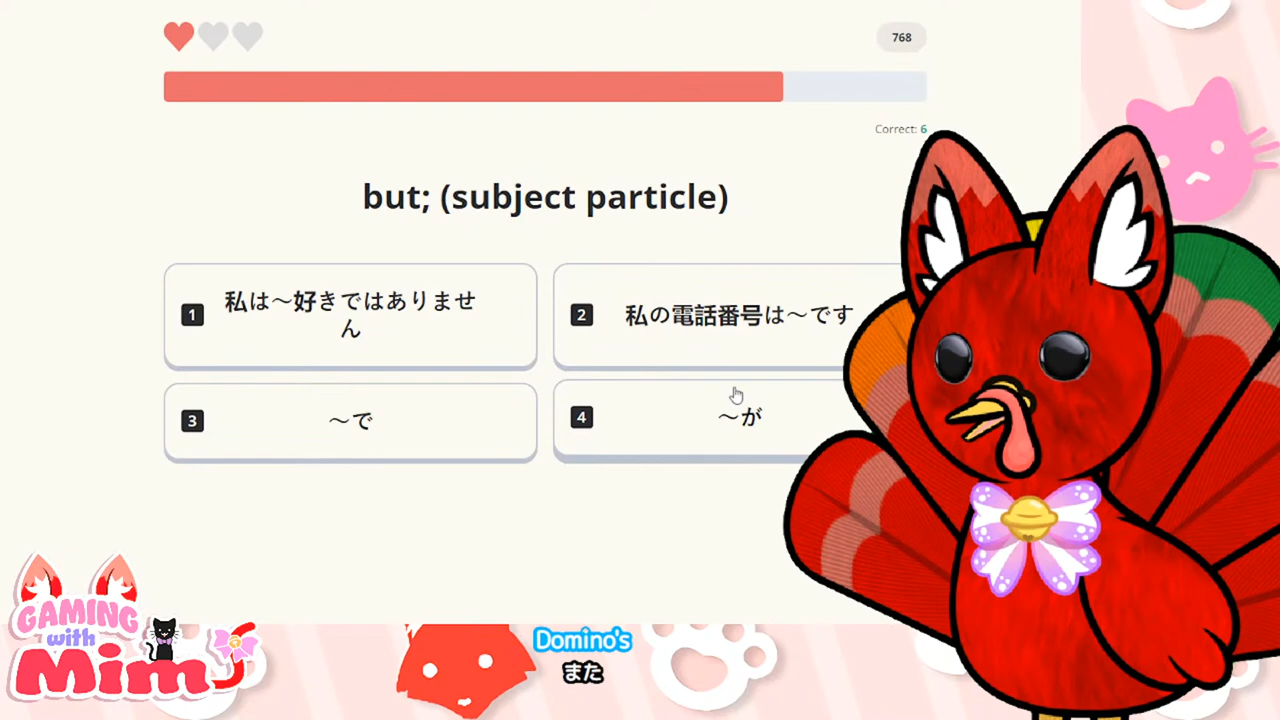 768
Correct: 6
but; (subject particle)
1
私は〜好きではありませ
ん
2
私の電話番号は〜です
3
〜で
4
〜が
GAMING
with
Mim
Domino's
また